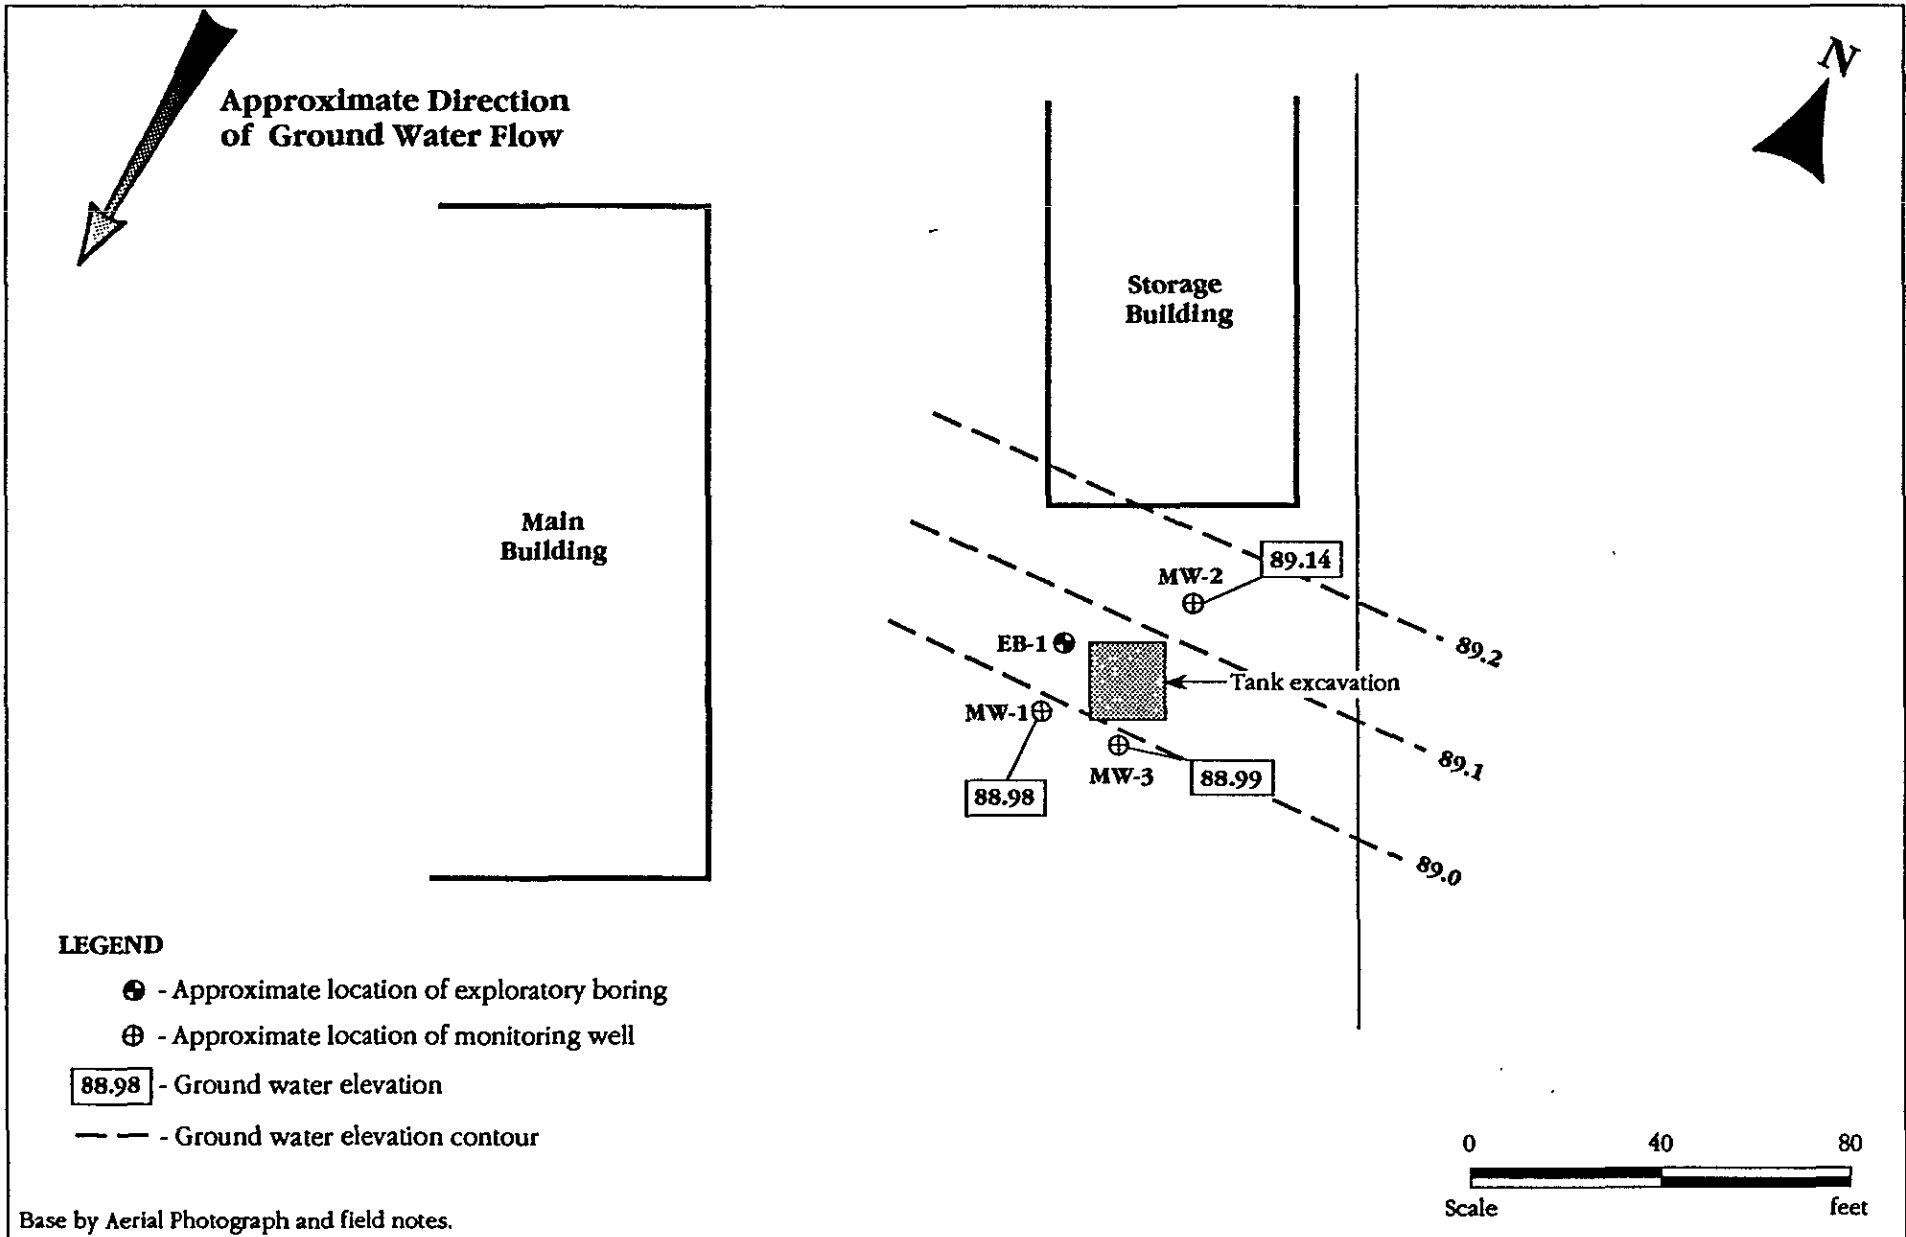 Approximate Direction
of Ground Water Flow
N
Storage
Building
Main
Building
89.14
MW-2
EB-1
89.2
Tank excavation
MW-1
89.1
MW-3
88.99
88.98
89.0
LEGEND
- Approximate location of exploratory boring
- Approximate location of monitoring well
88.98 - Ground water elevation
- Ground water elevation contour
0 40 80
Scale feet
Base by Aerial Photograph and field notes.